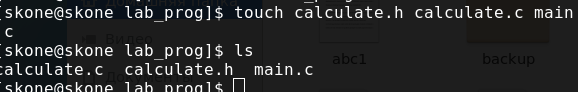 [skone@skone lab_prog]$ touch calculate.h calculate.c main
c
[skone@skone lab_prog]$ ls
calculate.c calculate.h main.c
[skone@skone lab_prog]$
Видео
abc1
backup